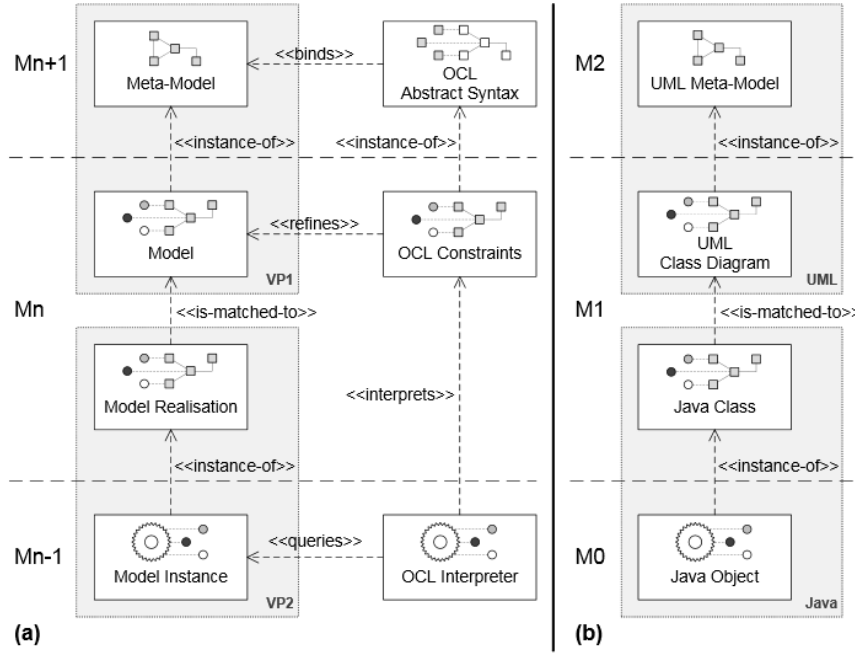 Mn+1
Meta-Model
<<binds>>
OCL
Abstract Syntax
M2
UML Meta-Model
<<instance-of>>
<<instance-of>>
<<instance-of>>
Model
VP1
<<refines>>
OCL Constraints
UML
Class Diagram
UML
Mn
<<is-matched-to>>
M1
<<is-matched-to>>
Model Realisation
<<interprets>>
Java Class
<<instance-of>>
<<instance-of>>
Mn-1
Model Instance
VP2
<<queries>>
OCL Interpreter
M0
Java Object
Java
(a)
(b)